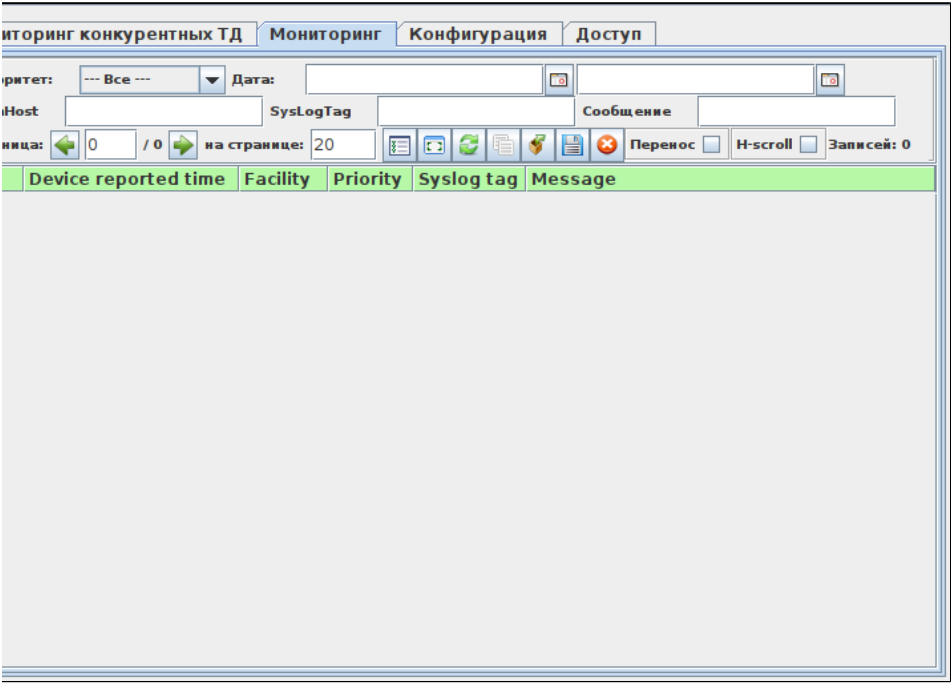 иторинг конкурентных ТД Мониторинг Конфигурация Доступ
оритет: --- Все --- Дата:
Host SysLogTag Сообщение
ница: 0 / 0 на странице: 20 Перенос H-scroll Записей: 0
Device reported time Facility Priority Syslog tag Message